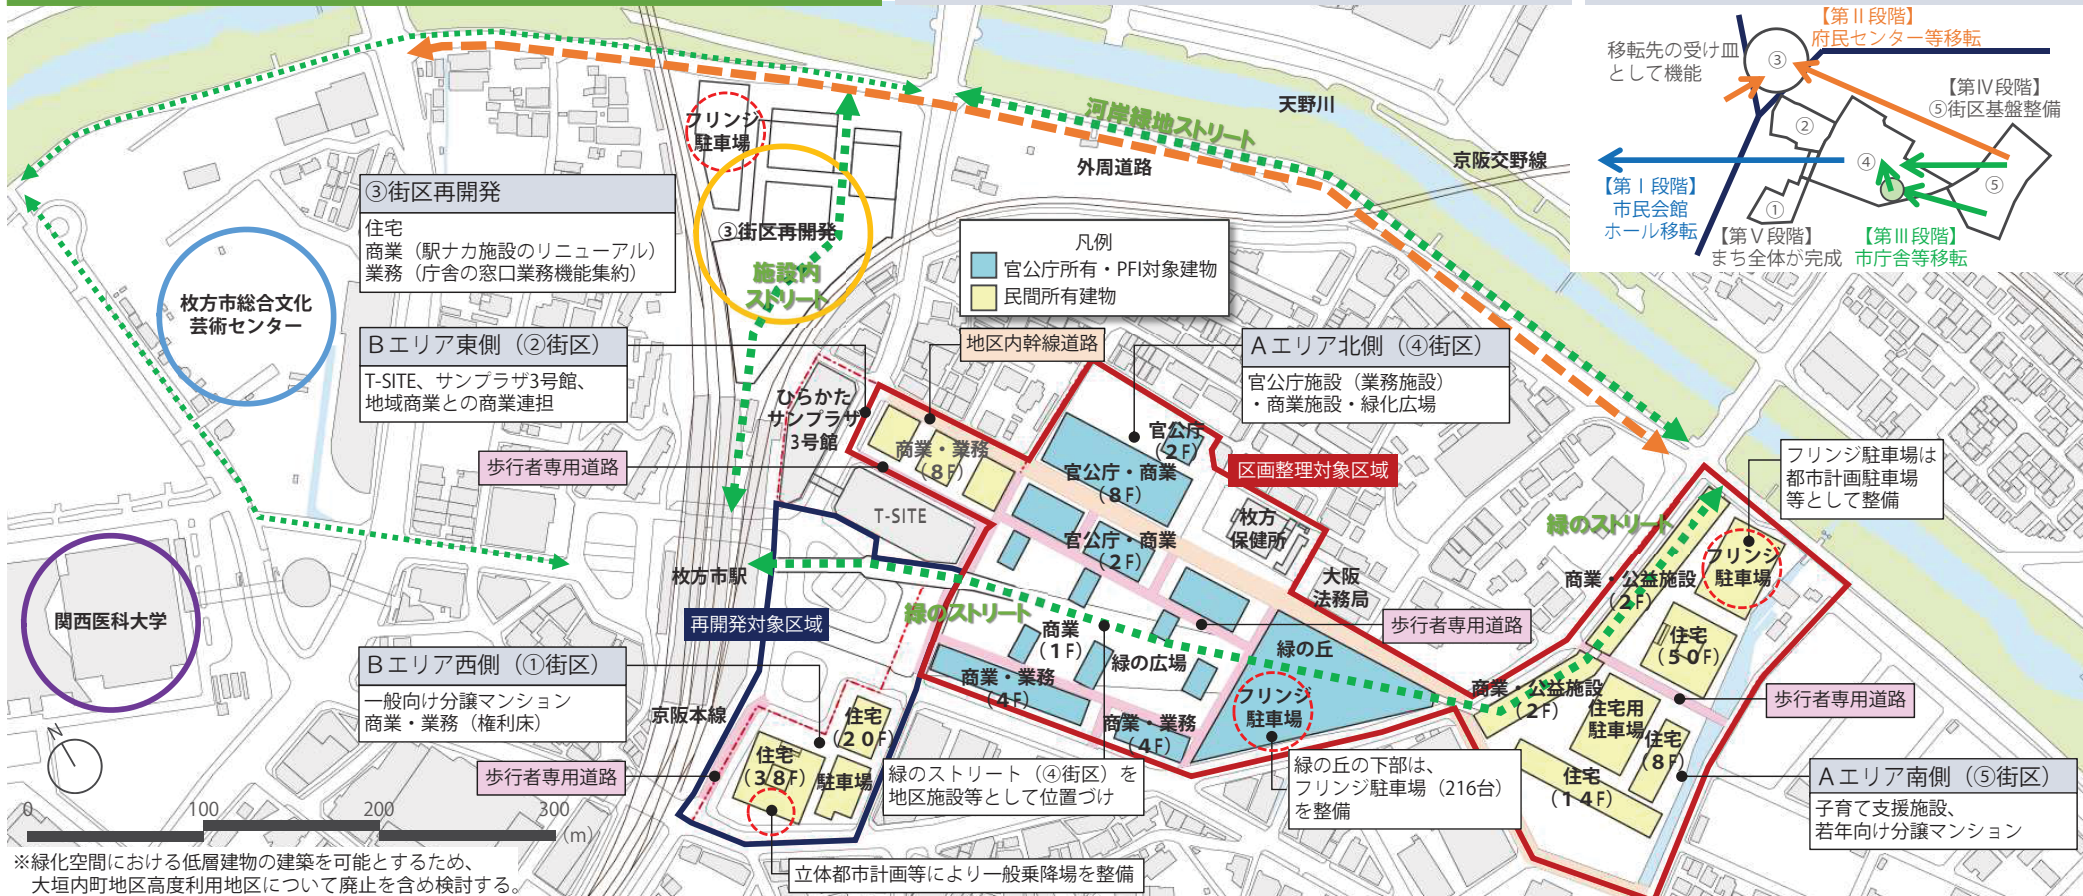 【第Ⅱ段階】
府民センター等移転
移転先の受け皿
として機能
③
【第Ⅳ段階】
⑤街区基盤整備
②
④
⑤
①
【第Ⅰ段階】
市民会館
ホール移転
【第Ⅴ段階】
まち全体が完成
【第Ⅲ段階】
市庁舎等移転
天野川
河岸緑地ストリート
外周道路
京阪交野線
フリンジ
駐車場
③街区再開発
住宅
商業（駅ナカ施設のリニューアル）
業務（庁舎の窓口業務機能集約）
③街区再開発
施設内
ストリート
凡例
官公庁所有・PFI対象建物
民間所有建物
枚方市総合文化
芸術センター
Ｂエリア東側（②街区）
T-SITE、サンプラザ3号館、
地域商業との商業連担
地区内幹線道路
Ａエリア北側（④街区）
官公庁施設（業務施設）
・商業施設・緑化広場
ひらかた
サンプラザ
3号館
歩行者専用道路
商業・業務
（8F）
官公庁
（2F）
官公庁・商業
（8F）
区画整理対象区域
フリンジ駐車場は
都市計画駐車場
等として整備
T-SITE
官公庁・商業
（2F）
枚方
保健所
緑のストリート
フリンジ
駐車場
枚方市駅
大阪
法務局
商業・公益施設
（2F）
関西医科大学
再開発対象区域
緑のストリート
商業
（1F）
歩行者専用道路
緑の丘
住宅
（50F）
Ｂエリア西側（①街区）
一般向け分譲マンション
商業・業務（権利床）
緑の広場
商業・業務
（4F）
フリンジ
駐車場
商業・公益施設
（2F）
住宅用
駐車場
歩行者専用道路
京阪本線
住宅
（20F）
商業・業務
（4F）
住宅
（8F）
N
歩行者専用道路
住宅
（38F）
駐車場
緑のストリート（④街区）を
地区施設等として位置づけ
緑の丘の下部は、
フリンジ駐車場（216台）
を整備
住宅
（14F）
Ａエリア南側（⑤街区）
子育て支援施設、
若年向け分譲マンション
0 100 200 300
(m)
※緑化空間における低層建物の建築を可能とするため、
大垣内町地区高度利用地区について廃止を含め検討する。
立体都市計画等により一般乗降場を整備